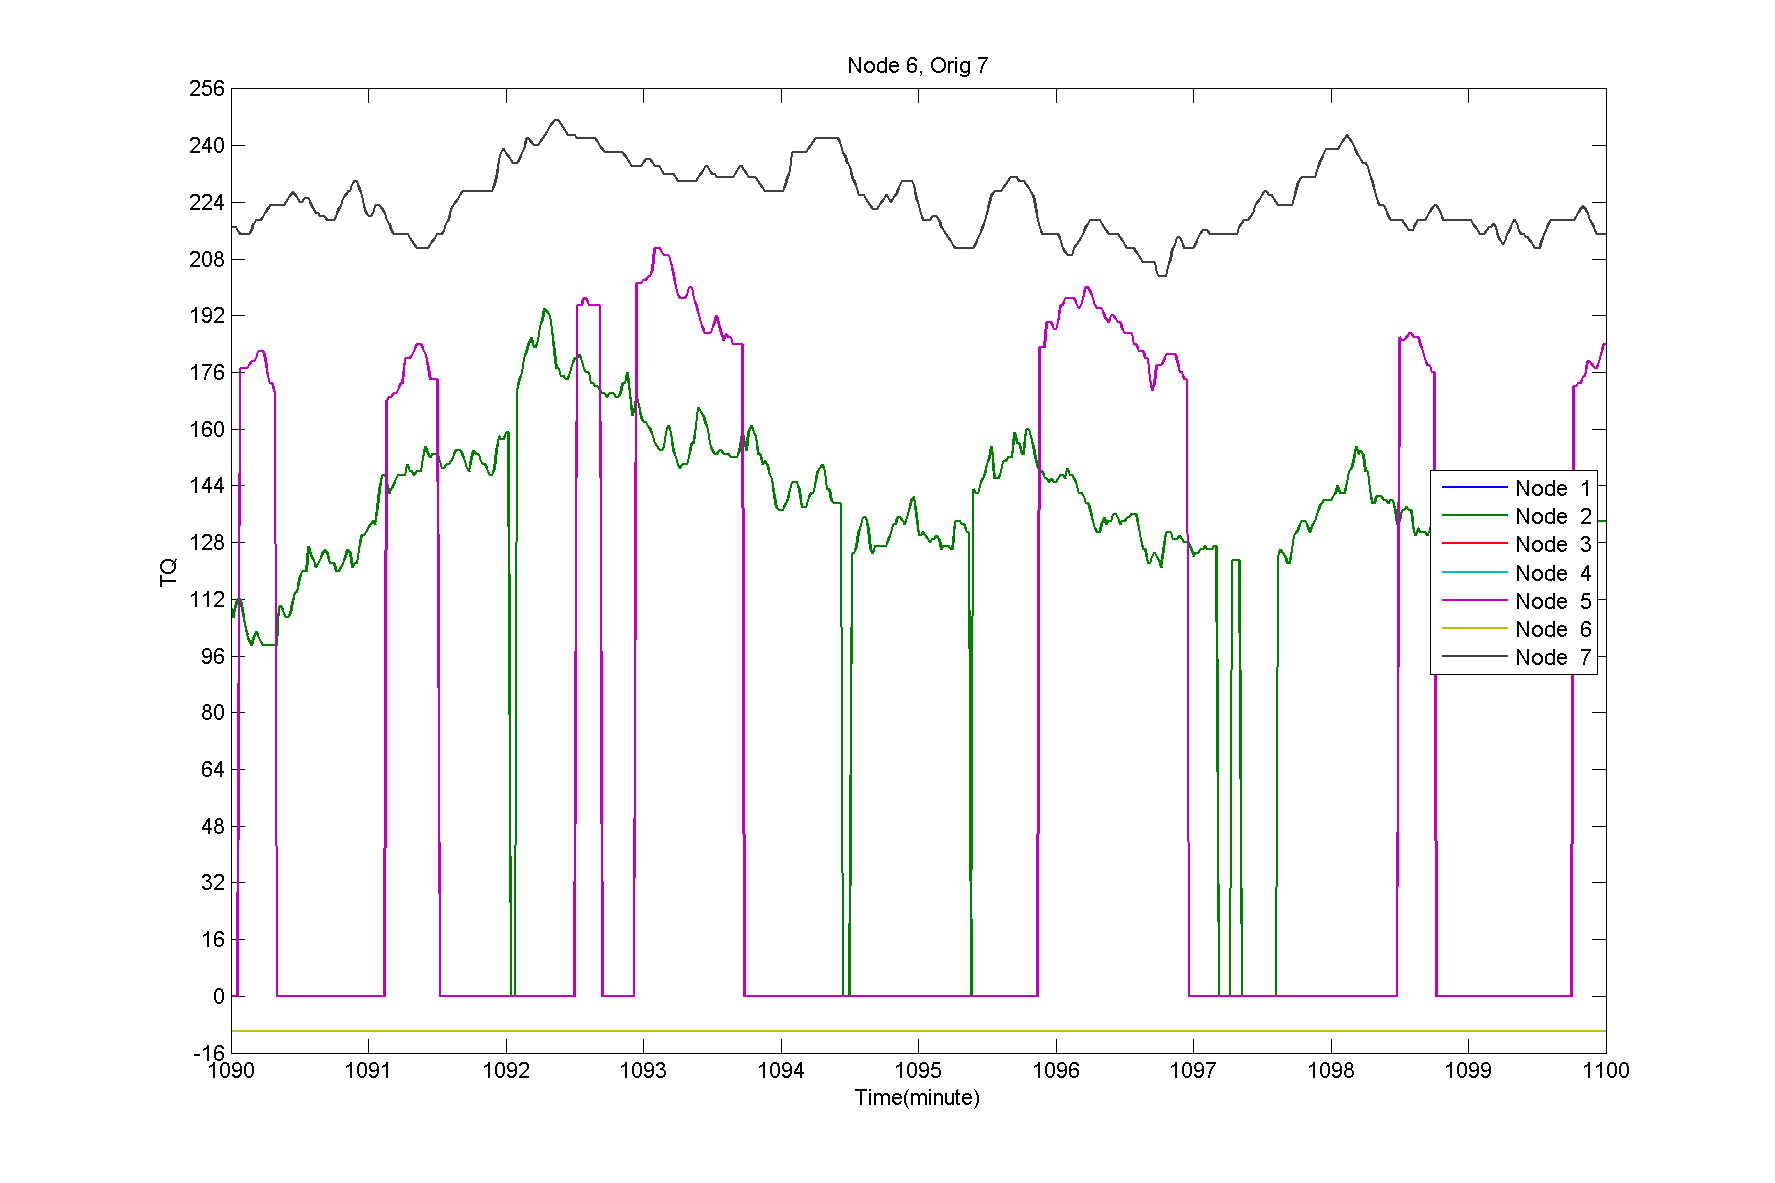 Node 6, Orig 7
256
240
224
208
192
176
160
144
128
112
96
80
64
48
32
16
0
-16
TQ
Node 1
Node 2
Node 3
Node 4
Node 5
Node 6
Node 7
1090 1091 1092 1093 1094 1095 1096 1097 1098 1099 1100
Time(minute)